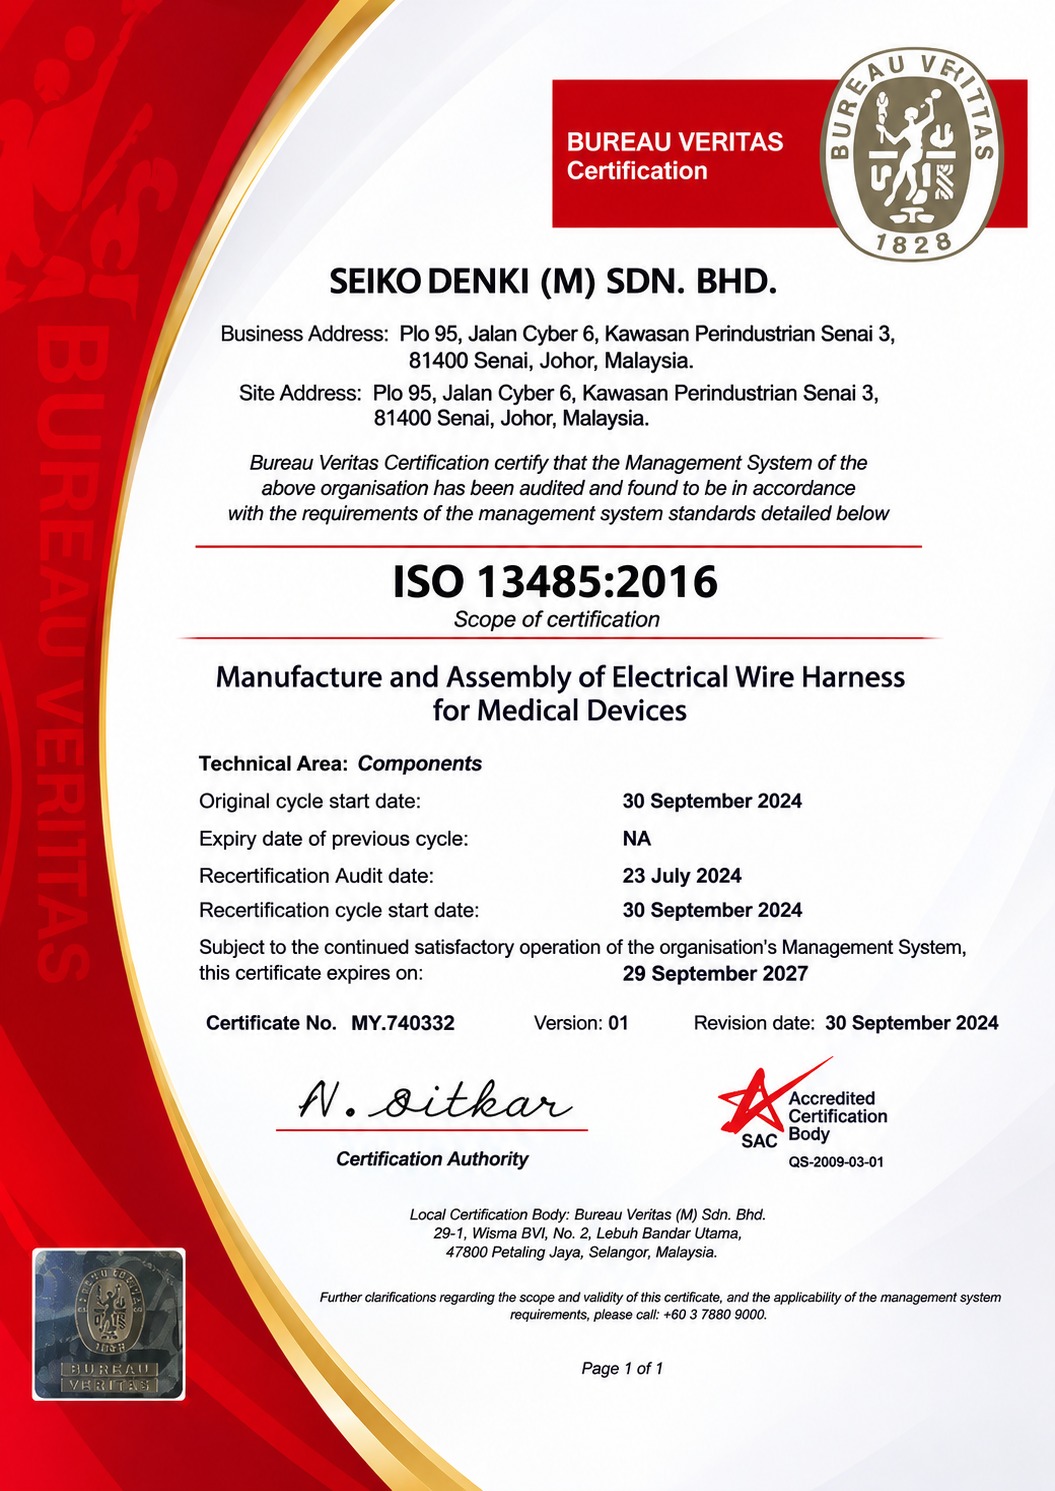 BUREAU VERITAS
Certification
BUREAU VERITTAS
1828
SEIKO DENKI (M) SDN. BHD.
Business Address: Plo 95, Jalan Cyber 6, Kawasan Perindustrian Senai 3,
81400 Senai, Johor, Malaysia.
Site Address: Plo 95, Jalan Cyber 6, Kawasan Perindustrian Senai 3,
81400 Senai, Johor, Malaysia.
Bureau Veritas Certification certify that the Management System of the
above organisation has been audited and found to be in accordance
with the requirements of the management system standards detailed below
ISO 13485:2016
Scope of certification
Manufacture and Assembly of Electrical Wire Harness
for Medical Devices
Technical Area: Components
Original cycle start date: 30 September 2024
Expiry date of previous cycle: NA
Recertification Audit date: 23 July 2024
Recertification cycle start date: 30 September 2024
Subject to the continued satisfactory operation of the organisation's Management System,
this certificate expires on: 29 September 2027
Certificate No. MY.740332 Version: 01 Revision date: 30 September 2024
N. Sitkar
Certification Authority
SAC
Accredited
Certification
Body
QS-2009-03-01
Local Certification Body: Bureau Veritas (M) Sdn. Bhd.
29-1, Wisma BVI, No. 2, Lebuh Bandar Utama,
47800 Petaling Jaya, Selangor, Malaysia.
Further clarifications regarding the scope and validity of this certificate, and the applicability of the management system
requirements, please call: +60 3 7880 9000.
Page 1 of 1
BUREAU VERITAS
BUREAU
VERITAS